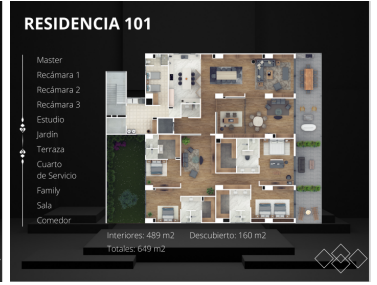 RESIDENCIA 101
Master
Recámara 1
Recámara 2
Recámara 3
Estudio
Jardín
Terraza
Cuarto
de Servicio
Family
Sala
Comedor
Interiores: 489 m2 Descubierto: 160 m2
Totales: 649 m2